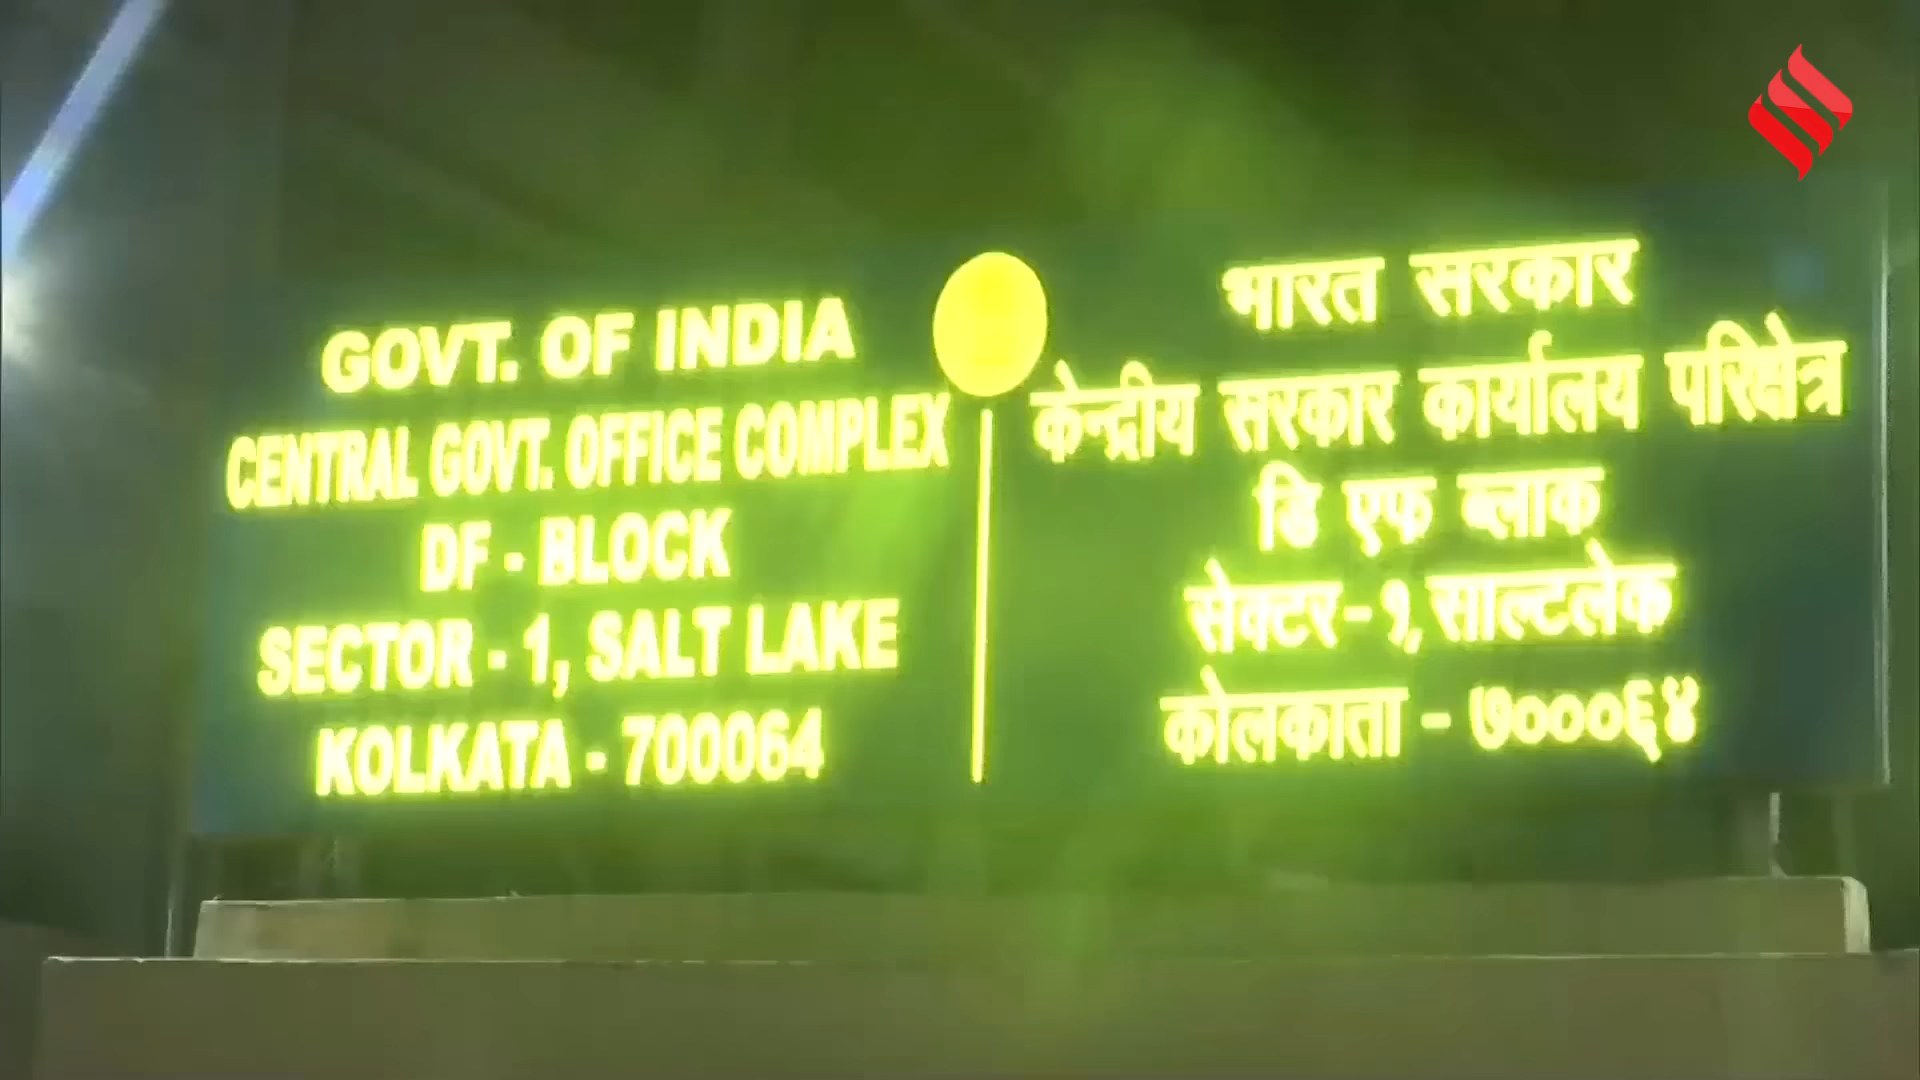 GOVT. OF INDIA
CENTRAL GOVT. OFFICE COMPLEX
DF - BLOCK
SECTOR - 1, SALT LAKE
KOLKATA - 700064
भारत सरकार
केन्द्रीय सरकार कार्यालय परिक्षेत्र
डि एफ ब्लाक
सेक्टर - १, साल्टलेक
कोलकाता - ७०००६४